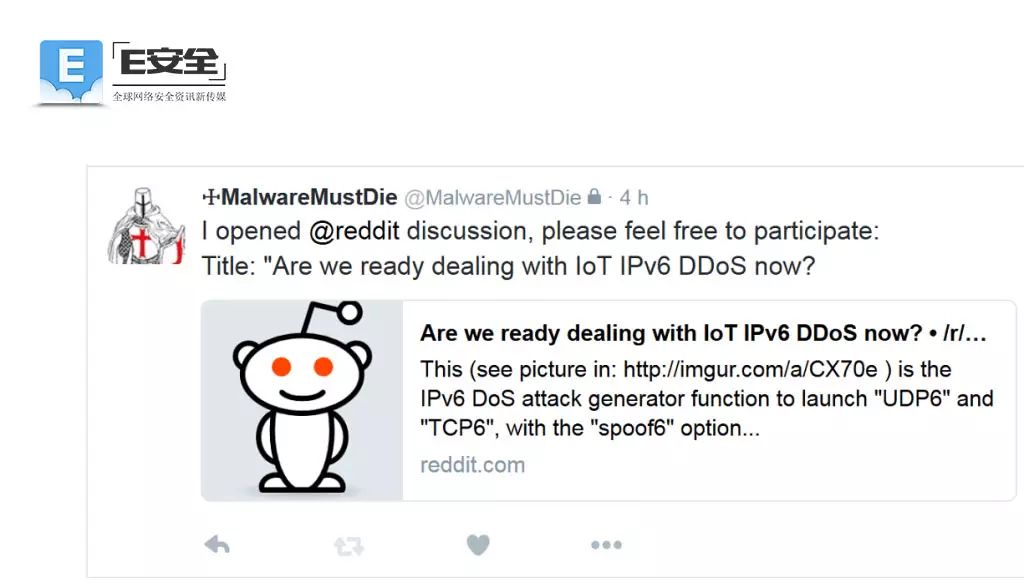 E
E安全
全球网络安全资讯新传媒
☩MalwareMustDie @MalwareMustDie 🔒 · 4 h
I opened @reddit discussion, please feel free to participate:
Title: "Are we ready dealing with IoT IPv6 DDoS now?
Are we ready dealing with IoT IPv6 DDoS now? • /r/...
This (see picture in: http://imgur.com/a/CX70e ) is the
IPv6 DoS attack generator function to launch "UDP6" and
"TCP6", with the "spoof6" option...
reddit.com